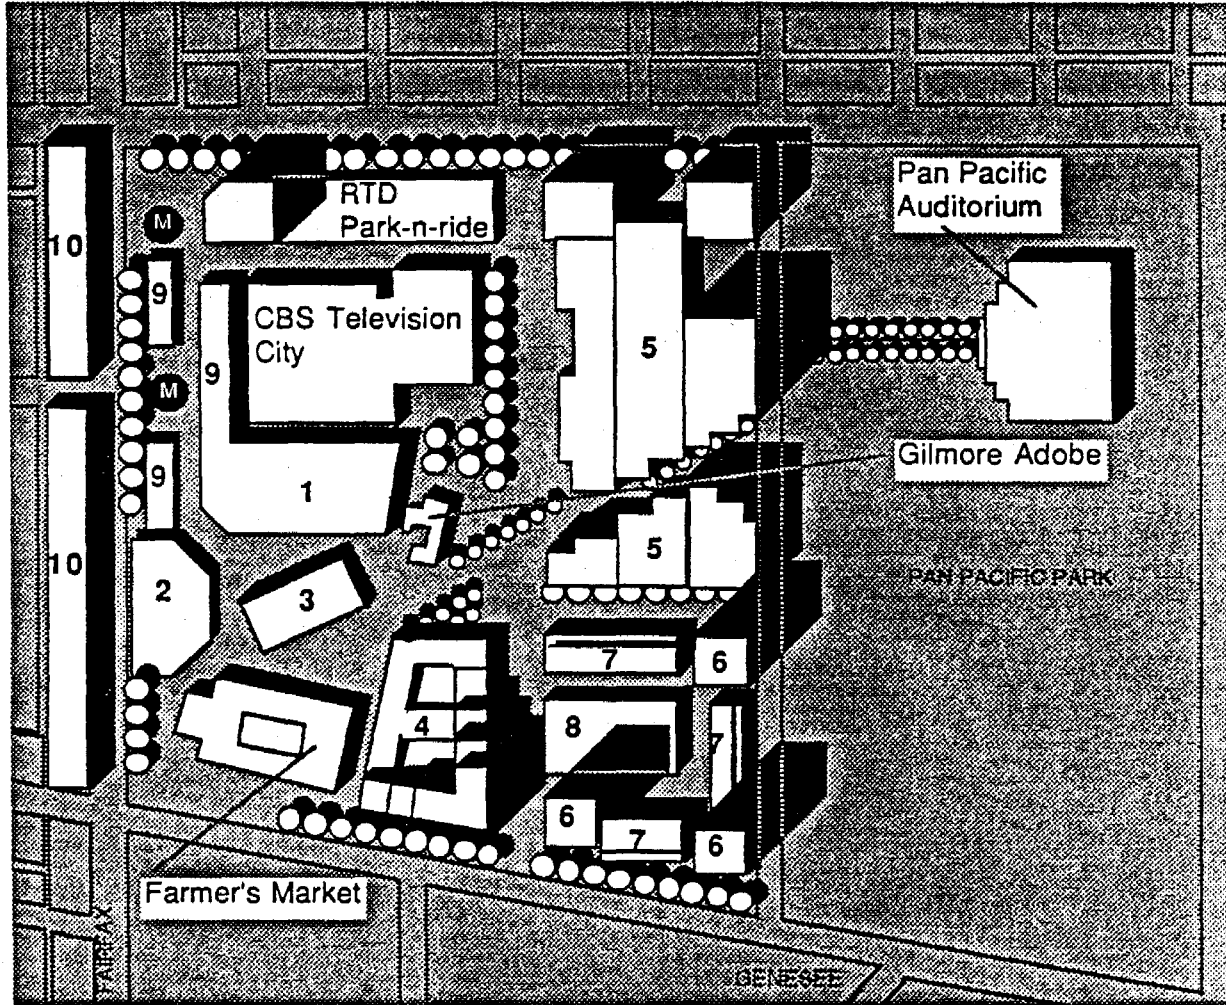 RTD
Park-n-ride
Pan Pacific
Auditorium
M
10
9
CBS Television
City
5
9
M
Gilmore Adobe
9
1
10
2
3
5
PAN PACIFIC PARK
7
6
4
8
7
6
7
6
Farmer's Market
FAIRFAX
GENESEE